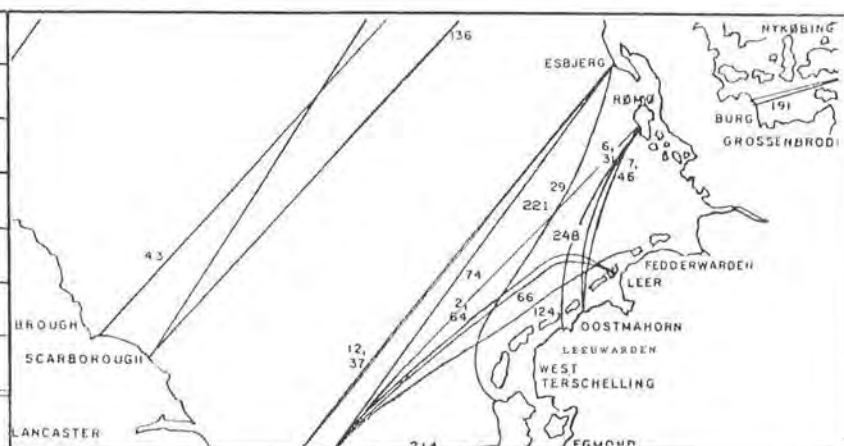 NYKØBING
136
ESBJERG
RØMØ
191
BURG
GROSSENBRODE
6,
31
7,
46
29
221
248
43
74
FEDDERWARDEN
LEER
2,
64
66
124
OOSTMAHORN
BROUGH
12,
37
LEEUWARDEN
SCARBOROUGH
WEST
TERSCHELLING
LANCASTER
EGMOND